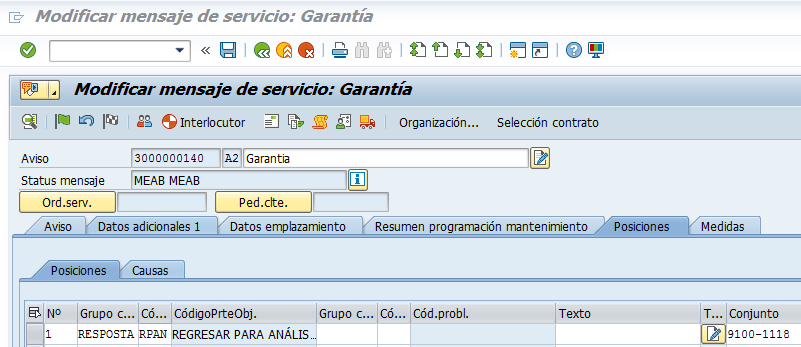 Modificar mensaje de servicio: Garantía
Modificar mensaje de servicio: Garantía
Interlocutor Organización... Selección contrato
Aviso 3000000140 A2 Garantia
Status mensaje MEAB MEAB
Ord.serv. Ped.clte.
Aviso Datos adicionales 1 Datos emplazamiento Resumen programación mantenimiento Posiciones Medidas
Posiciones Causas
Nº Grupo c... Có... CódigoPrteObj. Grupo c... Có... Cód.probl. Texto T... Conjunto
1 RESPOSTA RPAN REGRESAR PARA ANÁLIS... 9100-1118